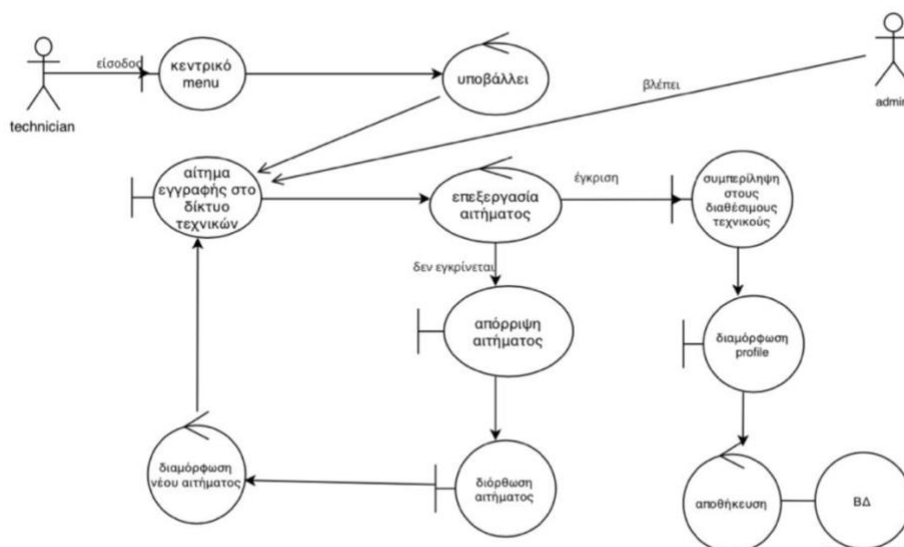 είσοδος
κεντρικό
menu
υποβάλλει
βλέπει
technician
admin
αίτημα
εγγραφής στο
δίκτυο
τεχνικών
επεξεργασία
αιτήματος
έγκριση
συμπερίληψη
στους
διαθέσιμους
τεχνικούς
δεν εγκρίνεται
απόρριψη
αιτήματος
διαμόρφωση
profile
διαμόρφωση
νέου αιτήματος
διόρθωση
αιτήματος
αποθήκευση
ΒΔ